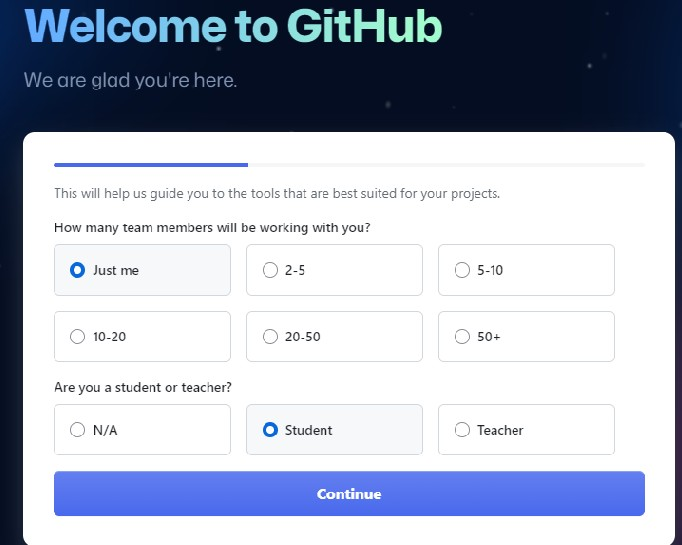 Welcome to GitHub
We are glad you're here.
This will help us guide you to the tools that are best suited for your projects.
How many team members will be working with you?
Just me 2-5 5-10
10-20 20-50 50+
Are you a student or teacher?
N/A Student Teacher
Continue